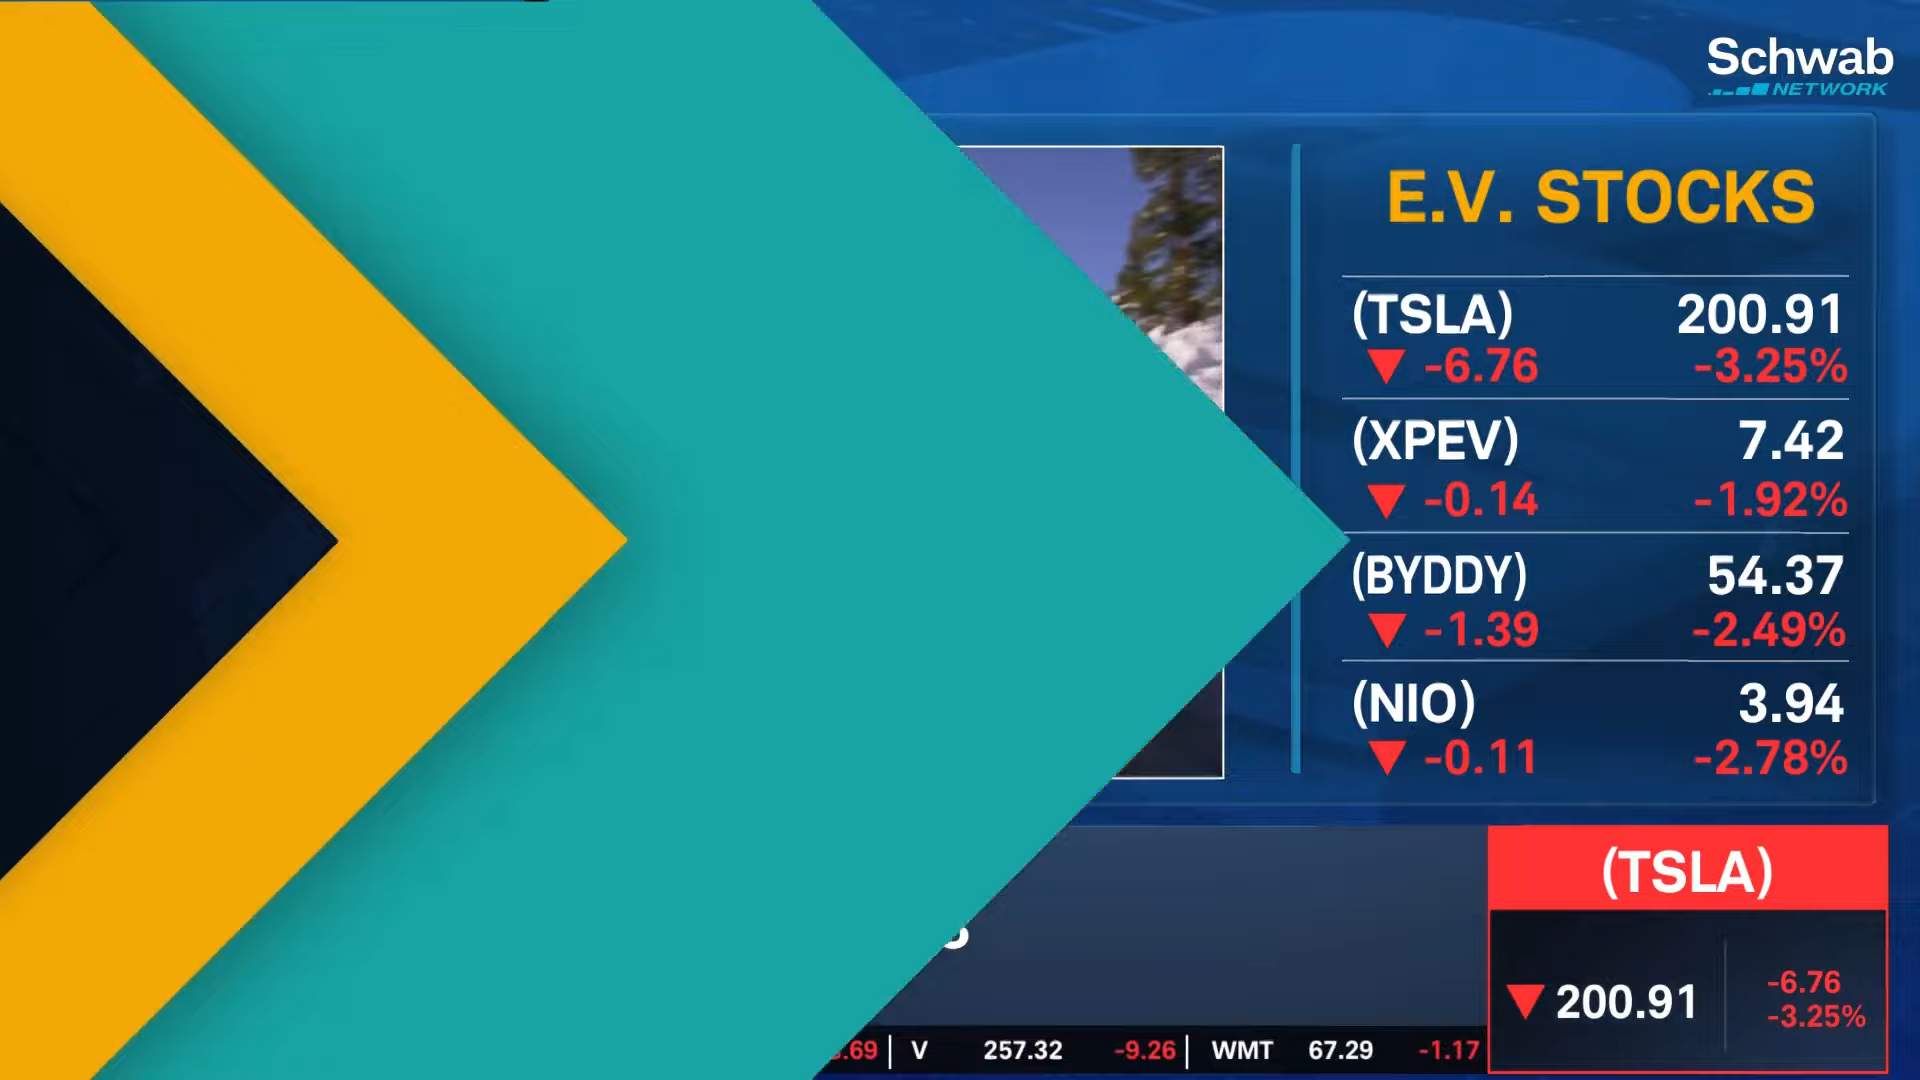 Schwab
NETWORK
E.V. STOCKS
(TSLA) 200.91
▼ -6.76 -3.25%
(XPEV) 7.42
▼ -0.14 -1.92%
(BYDDY) 54.37
▼ -1.39 -2.49%
(NIO) 3.94
▼ -0.11 -2.78%
(TSLA)
▼ 200.91
-6.76
-3.25%
.69 | V 257.32 -9.26 | WMT 67.29 -1.17